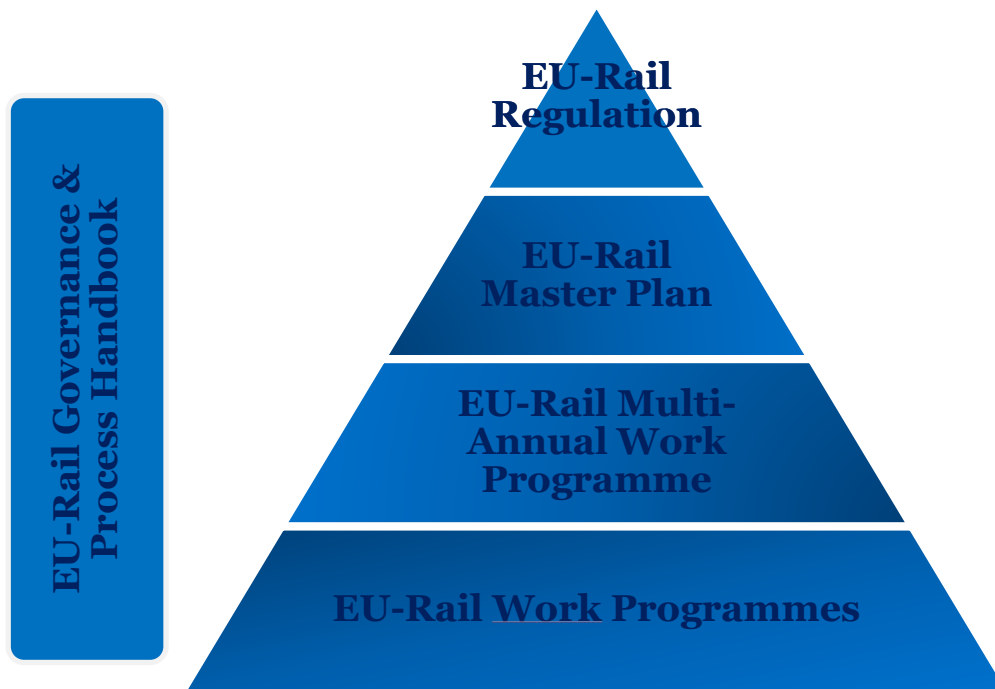 EU-Rail Governance &
Process Handbook
EU-Rail
Regulation
EU-Rail
Master Plan
EU-Rail Multi-
Annual Work
Programme
EU-Rail Work Programmes